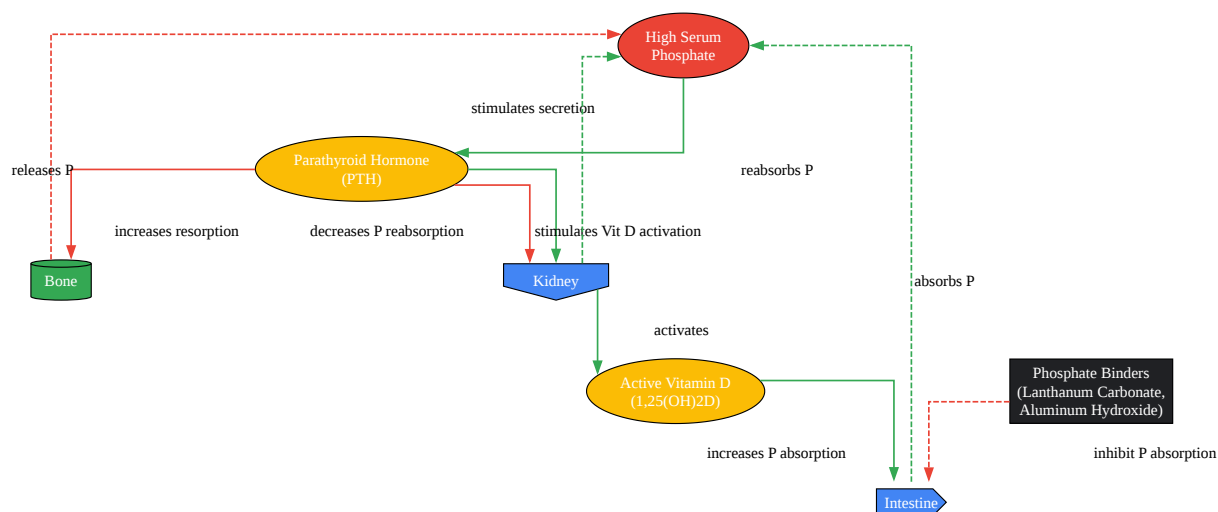 High Serum
Phosphate
stimulates secretion
Parathyroid Hormone
(PTH)
releases P
reabsorbs P
increases resorption
decreases P reabsorption
stimulates Vit D activation
Bone
Kidney
absorbs P
activates
Active Vitamin D
(1,25(OH)2D)
Phosphate Binders
(Lanthanum Carbonate,
Aluminum Hydroxide)
increases P absorption
inhibit P absorption
Intestine